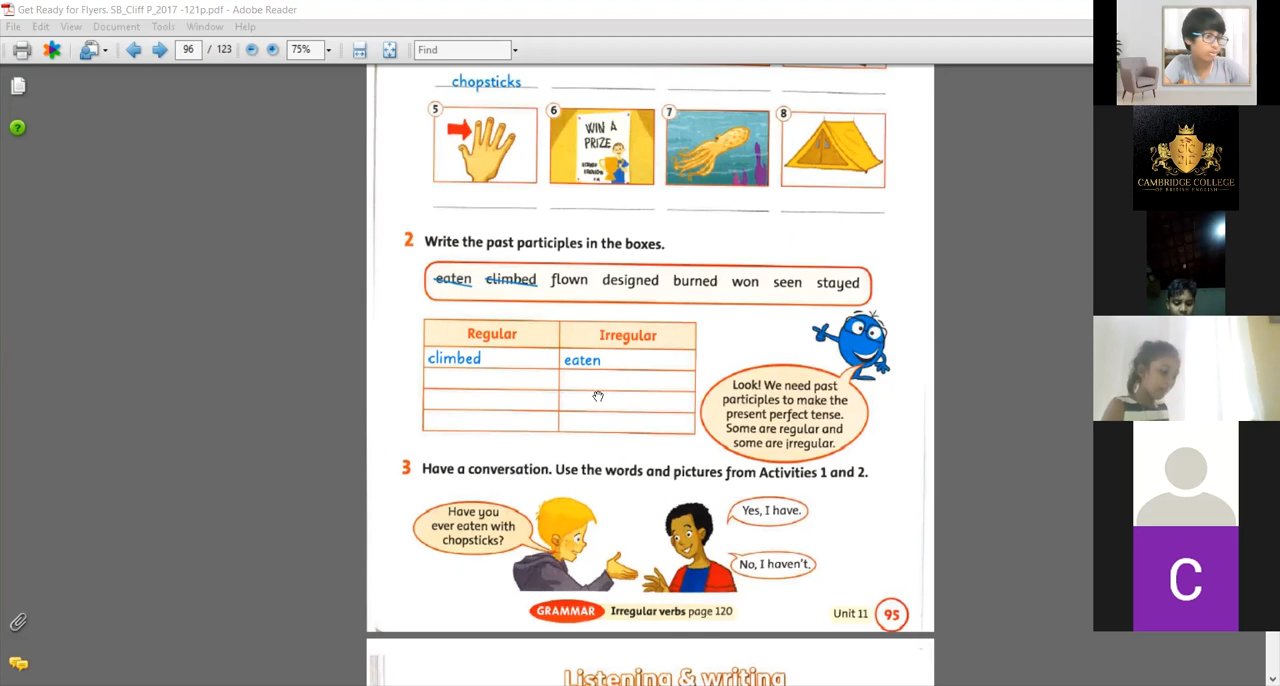 Get Ready for Flyers. SB_Cliff P_2017 -121p.pdf - Adobe Reader
File Edit View Document Tools Window Help
96 / 123 75% Find
chopsticks
5 6 7 8
WIN A
PRIZE
2 Write the past participles in the boxes.
eaten climbed flown designed burned won seen stayed
Regular Irregular
climbed eaten
Look! We need past
participles to make the
present perfect tense.
Some are regular and
some are irregular.
3 Have a conversation. Use the words and pictures from Activities 1 and 2.
Have you
ever eaten with
chopsticks?
Yes, I have.
No, I haven't.
GRAMMAR Irregular verbs page 120
Unit 11 95
Listening & writing
CAMBRIDGE COLLEGE
OF BRITISH ENGLISH
C